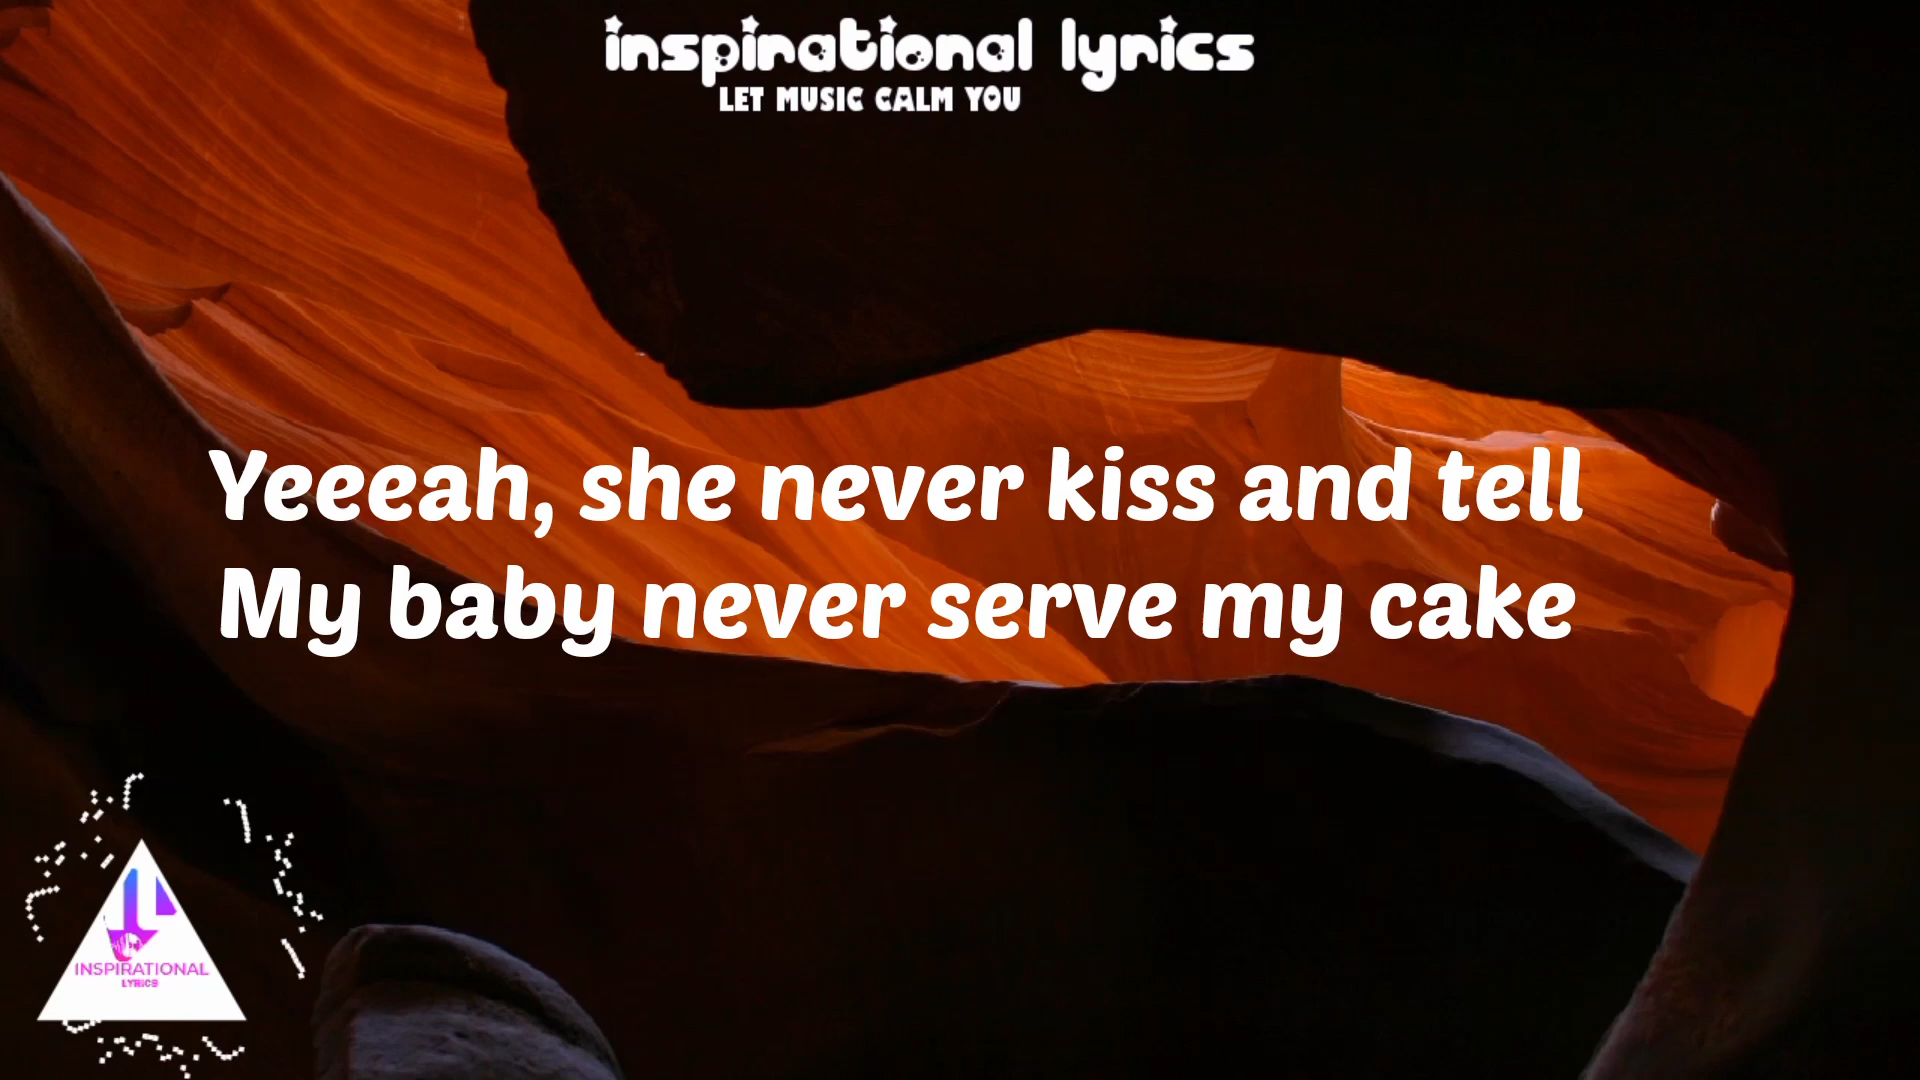 inspirational lyrics
LET MUSIC CALM YOU
Yeeeah, she never kiss and tell
My baby never serve my cake
INSPIRATIONAL
LYRICS